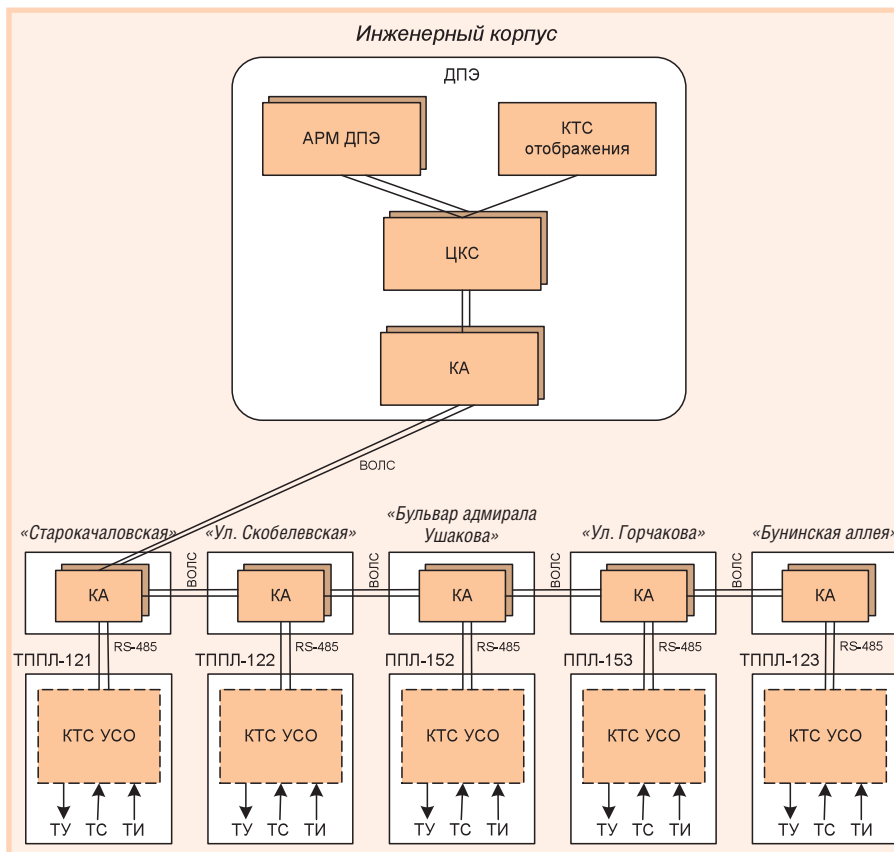 Инженерный корпус
ДПЭ
АРМ ДПЭ
КТС
отображения
ЦКС
КА
ВОЛС
«Старокачаловская»
«Ул. Скобелевская»
«Бульвар адмирала
Ушакова»
«Ул. Горчакова»
«Бунинская аллея»
КА
ВОЛС
КА
ВОЛС
КА
ВОЛС
КА
ВОЛС
КА
RS-485
RS-485
RS-485
RS-485
RS-485
ТППЛ-121
ТППЛ-122
ППЛ-152
ППЛ-153
ТППЛ-123
КТС УСО
КТС УСО
КТС УСО
КТС УСО
КТС УСО
ТУ ТС ТИ
ТУ ТС ТИ
ТУ ТС ТИ
ТУ ТС ТИ
ТУ ТС ТИ